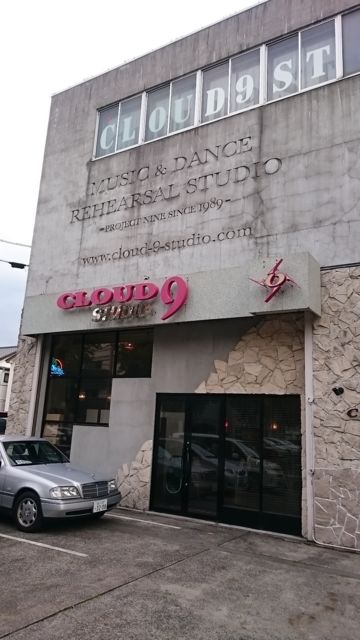 CLOUD9ST
MUSIC & DANCE
REHEARSAL STUDIO
-PROJECT NINE SINCE 1989-
www.cloud-9-studio.com
CLOUD 9
STUDIO